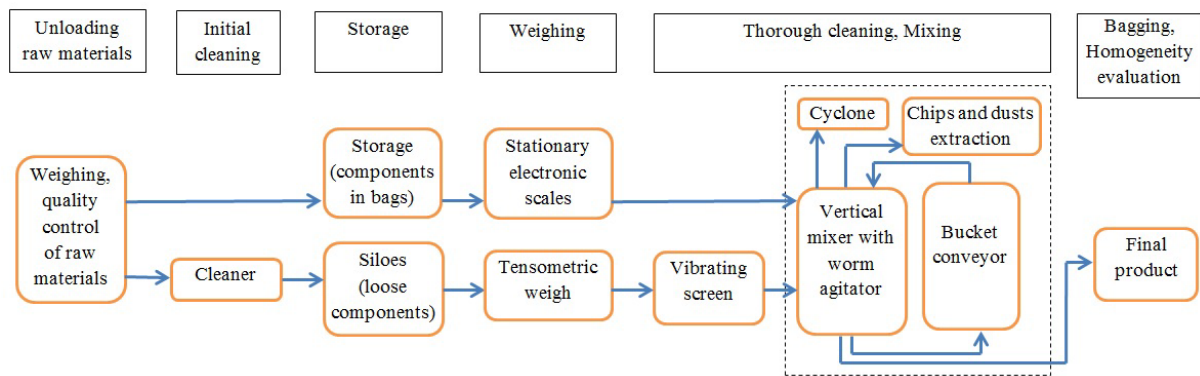 Unloading
raw materials
Initial
cleaning
Storage
Weighing
Thorough cleaning, Mixing
Bagging,
Homogeneity
evaluation
Cyclone
Chips and dusts
extraction
Storage
(components
in bags)
Stationary
electronic
scales
Weighing,
quality
control
of raw
materials
Vertical
mixer with
worm
agitator
Bucket
conveyor
Cleaner
Siloes
(loose
components)
Tensometric
weigh
Vibrating
screen
Final
product